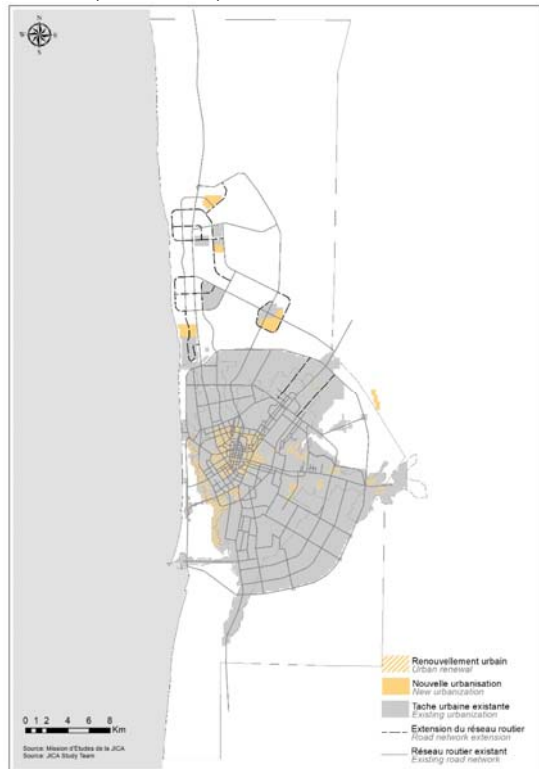 N
W
E
S
Renouvellement urbain
Urban renewal
Nouvelle urbanisation
New urbanization
Tache urbaine existante
Existing urbanization
Extension du réseau routier
Road network extension
Réseau routier existant
Existing road network
0 1 2 4 6 8
Km
Source: Mission d'Etudes de la JICA
Source: JICA Study Team